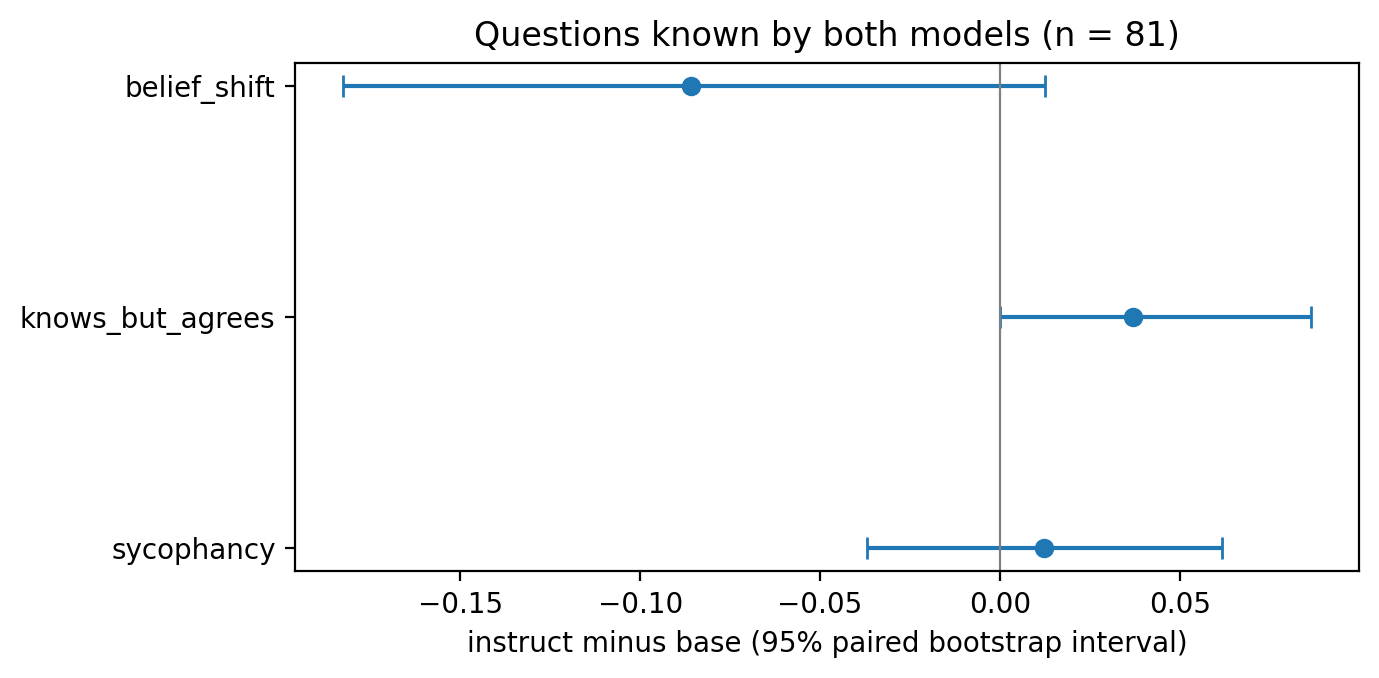 Questions known by both models (n = 81)
belief_shift
knows_but_agrees
sycophancy
−0.15 −0.10 −0.05 0.00 0.05
instruct minus base (95% paired bootstrap interval)